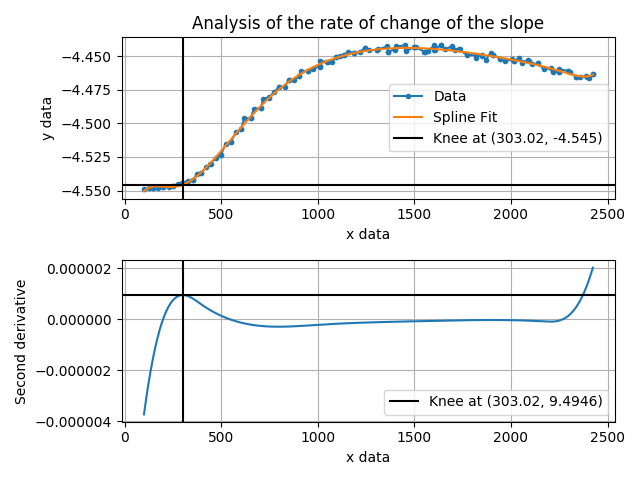 Analysis of the rate of change of the slope
−4.450
−4.475
−4.500
−4.525
−4.550
y data
Data
Spline Fit
Knee at (303.02, -4.545)
0 500 1000 1500 2000 2500
x data
0.000002
0.000000
−0.000002
−0.000004
Second derivative
Knee at (303.02, 9.4946)
0 500 1000 1500 2000 2500
x data